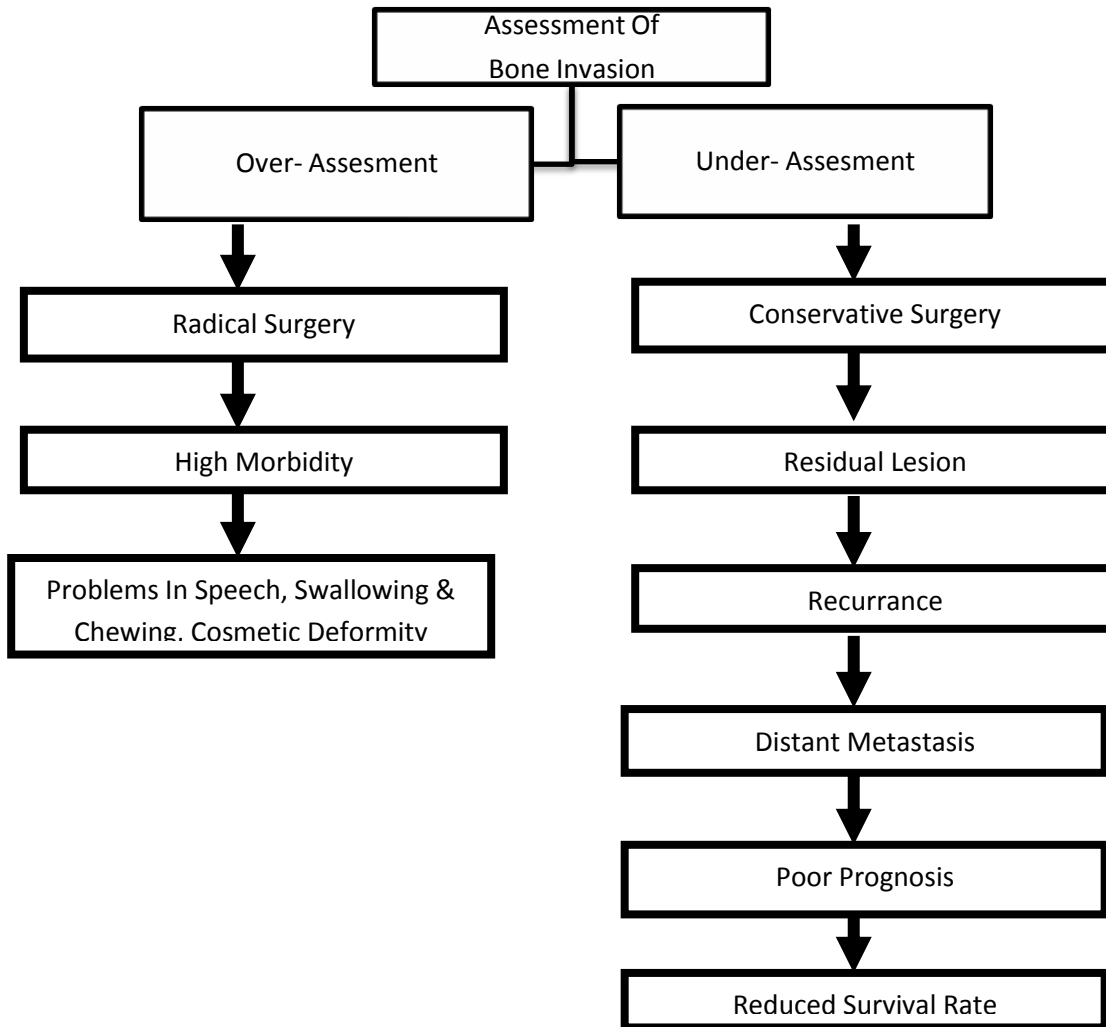 Assessment Of
Bone Invasion
Over- Assesment
Under- Assesment
Radical Surgery
Conservative Surgery
High Morbidity
Residual Lesion
Problems In Speech, Swallowing &
Chewing, Cosmetic Deformity
Recurrance
Distant Metastasis
Poor Prognosis
Reduced Survival Rate